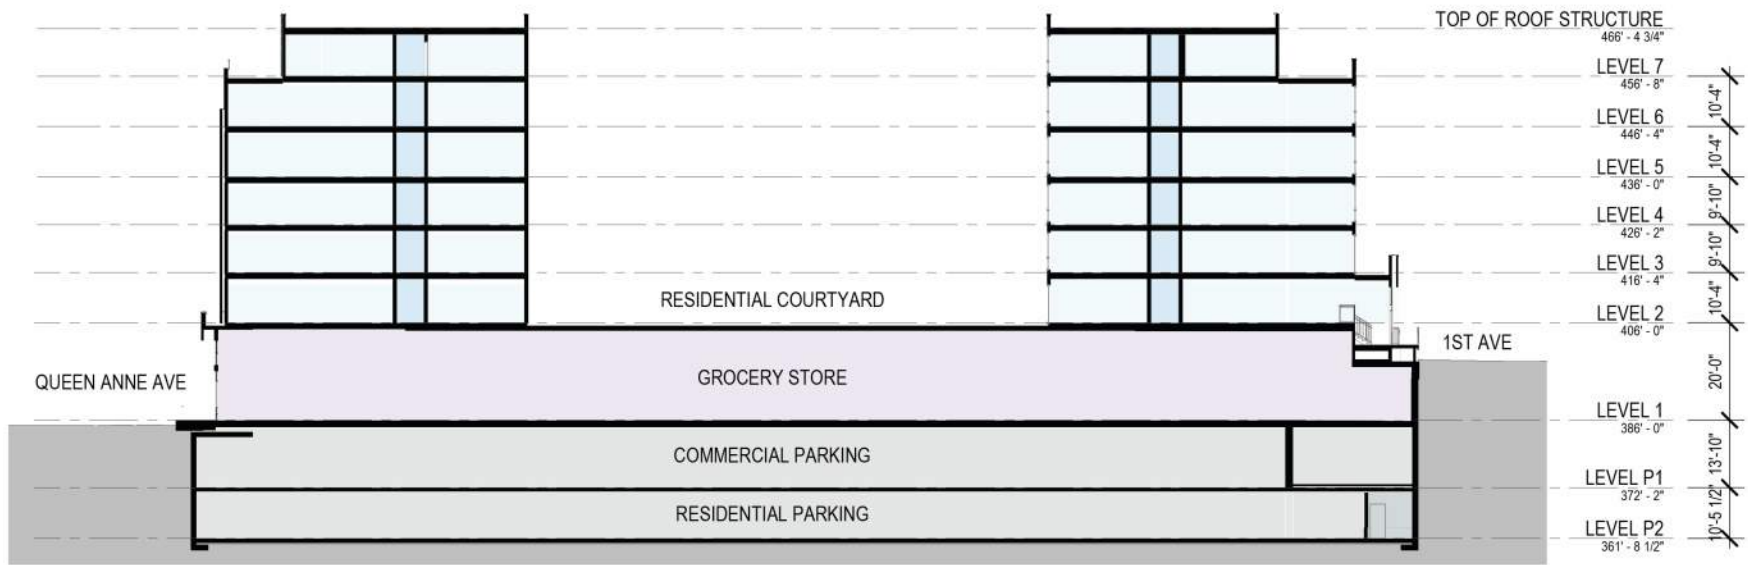 TOP OF ROOF STRUCTURE
466' - 4 3/4"
LEVEL 7
456' - 8"
10'-4"
LEVEL 6
446' - 4"
10'-4"
LEVEL 5
436' - 0"
9'-10"
LEVEL 4
426' - 2"
9'-10"
LEVEL 3
416' - 4"
10'-4"
RESIDENTIAL COURTYARD
LEVEL 2
406' - 0"
1ST AVE
20'-0"
QUEEN ANNE AVE
GROCERY STORE
LEVEL 1
386' - 0"
13'-10"
COMMERCIAL PARKING
LEVEL P1
372' - 2"
10'-5 1/2"
RESIDENTIAL PARKING
LEVEL P2
361' - 8 1/2"